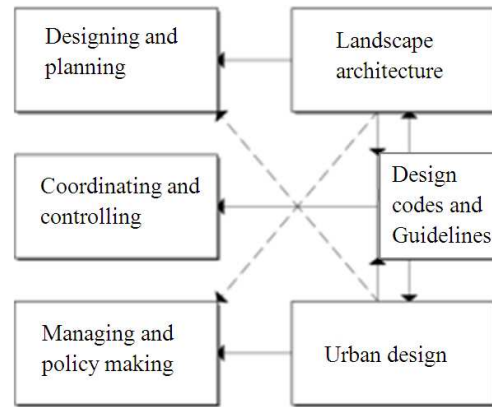 Designing and
planning
Landscape
architecture
Coordinating and
controlling
Design
codes and
Guidelines
Managing and
policy making
Urban design